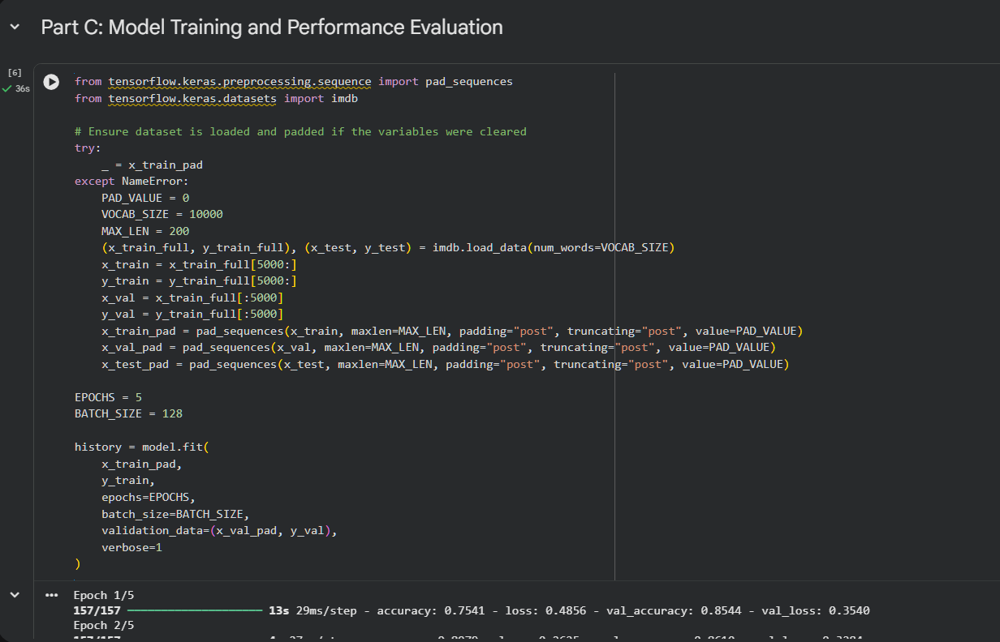 Part C: Model Training and Performance Evaluation
[6]
36s
from tensorflow.keras.preprocessing.sequence import pad_sequences
from tensorflow.keras.datasets import imdb
# Ensure dataset is loaded and padded if the variables were cleared
try:
    _ = x_train_pad
except NameError:
    PAD_VALUE = 0
    VOCAB_SIZE = 10000
    MAX_LEN = 200
    (x_train_full, y_train_full), (x_test, y_test) = imdb.load_data(num_words=VOCAB_SIZE)
    x_train = x_train_full[5000:]
    y_train = y_train_full[5000:]
    x_val = x_train_full[:5000]
    y_val = y_train_full[:5000]
    x_train_pad = pad_sequences(x_train, maxlen=MAX_LEN, padding="post", truncating="post", value=PAD_VALUE)
    x_val_pad = pad_sequences(x_val, maxlen=MAX_LEN, padding="post", truncating="post", value=PAD_VALUE)
    x_test_pad = pad_sequences(x_test, maxlen=MAX_LEN, padding="post", truncating="post", value=PAD_VALUE)
EPOCHS = 5
BATCH_SIZE = 128
history = model.fit(
    x_train_pad,
    y_train,
    epochs=EPOCHS,
    batch_size=BATCH_SIZE,
    validation_data=(x_val_pad, y_val),
    verbose=1
)
Epoch 1/5
157/157 13s 29ms/step - accuracy: 0.7541 - loss: 0.4856 - val_accuracy: 0.8544 - val_loss: 0.3540
Epoch 2/5